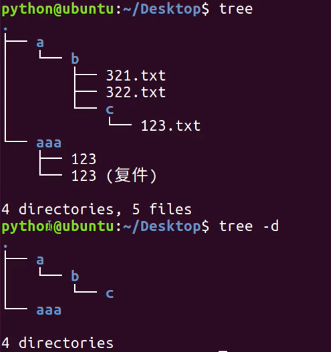 python@ubuntu:~/Desktop$ tree
.
├── a
│   └── b
│       ├── 321.txt
│       ├── 322.txt
│       └── c
│           └── 123.txt
└── aaa
    ├── 123
    └── 123 (复件)
4 directories, 5 files
python@ubuntu:~/Desktop$ tree -d
.
├── a
│   └── b
│       └── c
└── aaa
4 directories